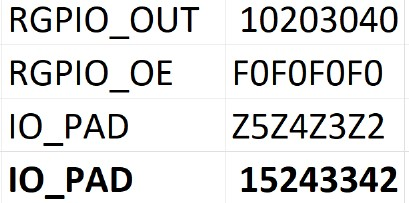 RGPIO_OUT 10203040
RGPIO_OE F0F0F0F0
IO_PAD Z5Z4Z3Z2
IO_PAD 15243342